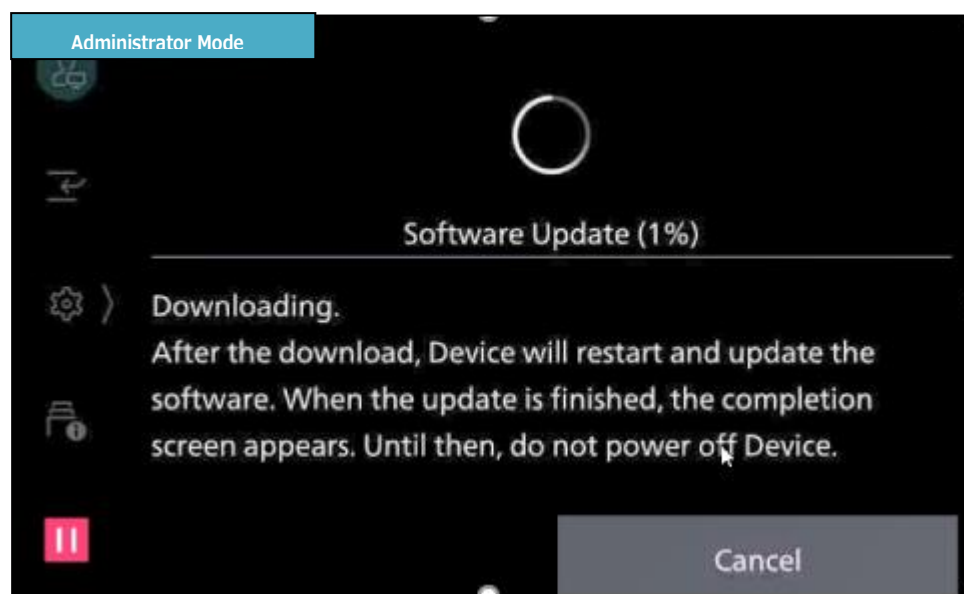 Administrator Mode
Software Update (1%)
Downloading.
After the download, Device will restart and update the
software. When the update is finished, the completion
screen appears. Until then, do not power off Device.
Cancel